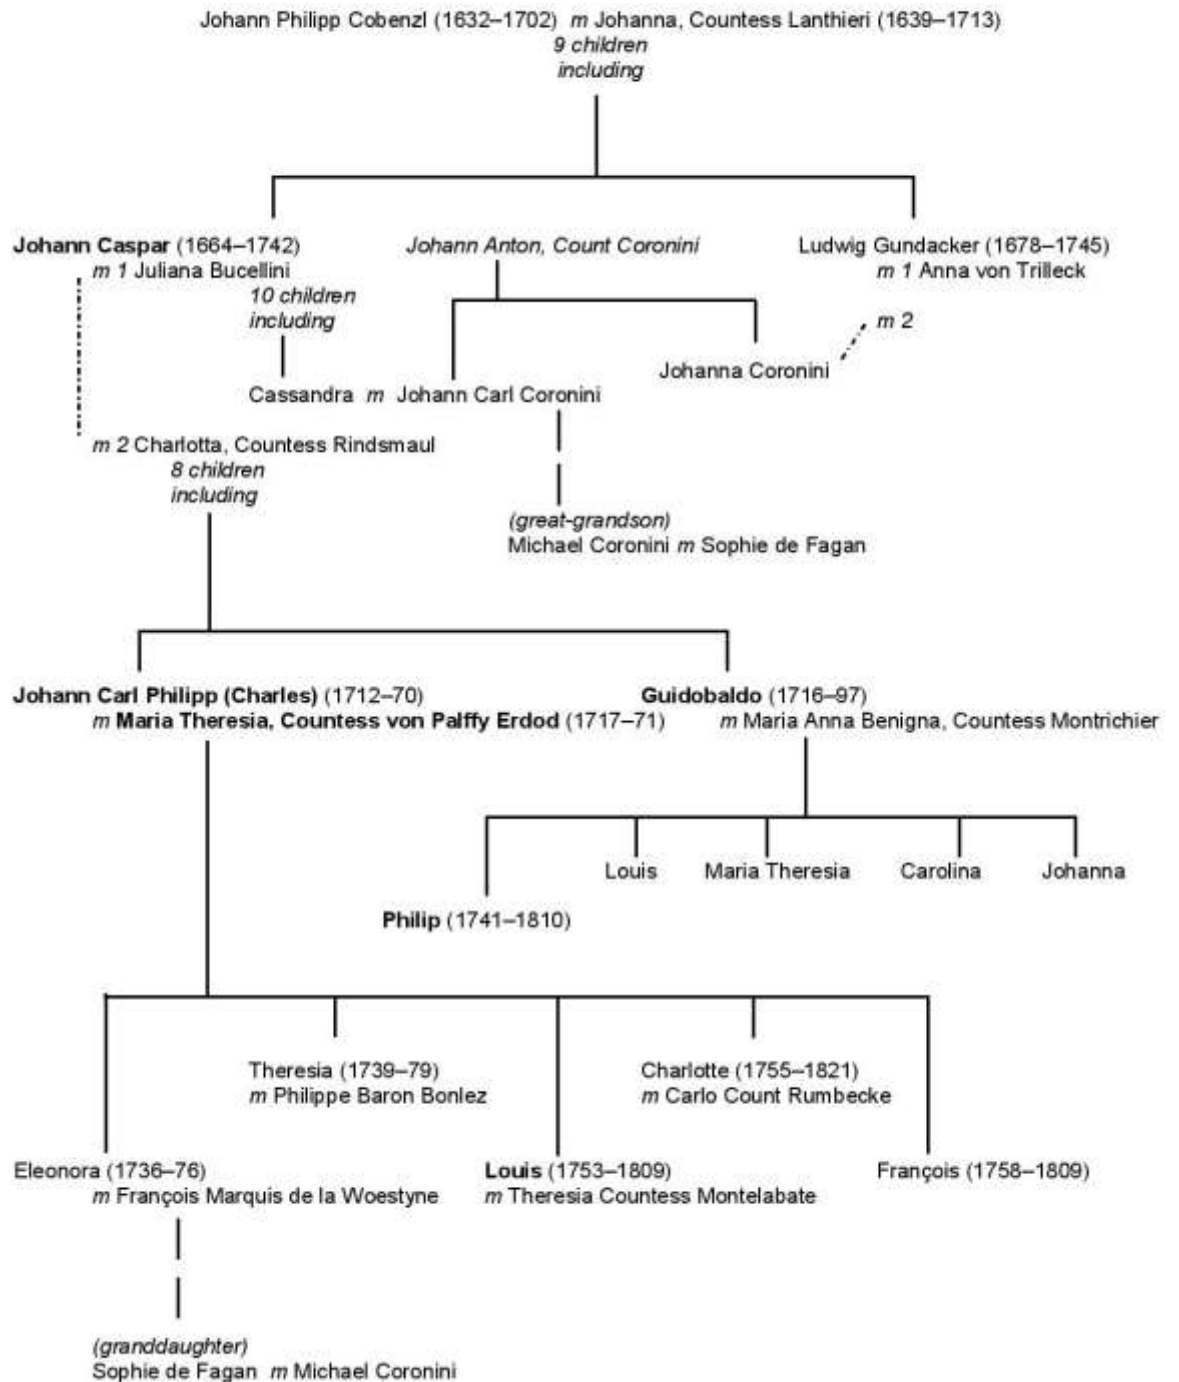 Johann Philipp Cobenzl (1632–1702) m Johanna, Countess Lanthieri (1639–1713)
9 children
including
Johann Caspar (1664–1742)
m 1 Juliana Bucellini
10 children
including
Johann Anton, Count Coronini
Ludwig Gundacker (1678–1745)
m 1 Anna von Trilleck
m 2
Johanna Coronini
Cassandra m Johann Carl Coronini
m 2 Charlotta, Countess Rindsmaul
8 children
including
(great-grandson)
Michael Coronini m Sophie de Fagan
Johann Carl Philipp (Charles) (1712–70)
m Maria Theresia, Countess von Palffy Erdod (1717–71)
Guidobaldo (1716–97)
m Maria Anna Benigna, Countess Montrichier
Louis
Maria Theresia
Carolina
Johanna
Philip (1741–1810)
Theresia (1739–79)
m Philippe Baron Bonlez
Charlotte (1755–1821)
m Carlo Count Rumbecke
Eleonora (1736–76)
m François Marquis de la Woestyne
Louis (1753–1809)
m Theresia Countess Montelabate
François (1758–1809)
(granddaughter)
Sophie de Fagan m Michael Coronini